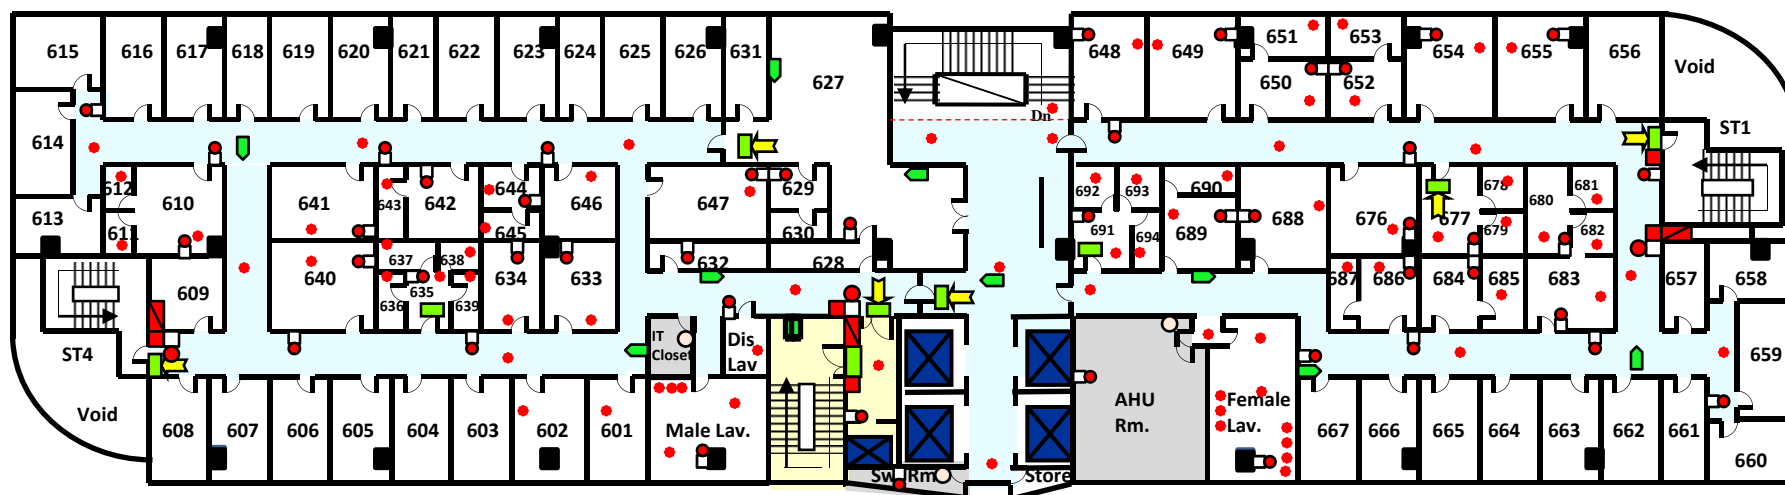 615 616 617 618 619 620 621 622 623 624 625 626 631 627 648 649 651 653 654 655 656
650 652
Void
Dn
614
ST1
612 644 629 692 693 690 678 681
610 641 643 642 646 647 688 676 680
613 611 645 630 691 694 689 677 679 682
637 638 632 628
609 640 635 634 633 687 686 684 685 683 657 658
636 639
ST4
IT
Closet
Dis
Lav
659
Void
608 607 606 605 604 603 602 601 Male Lav.
AHU
Rm.
Female
Lav.
667 666 665 664 663 662 661
660
Sw Rm
Store